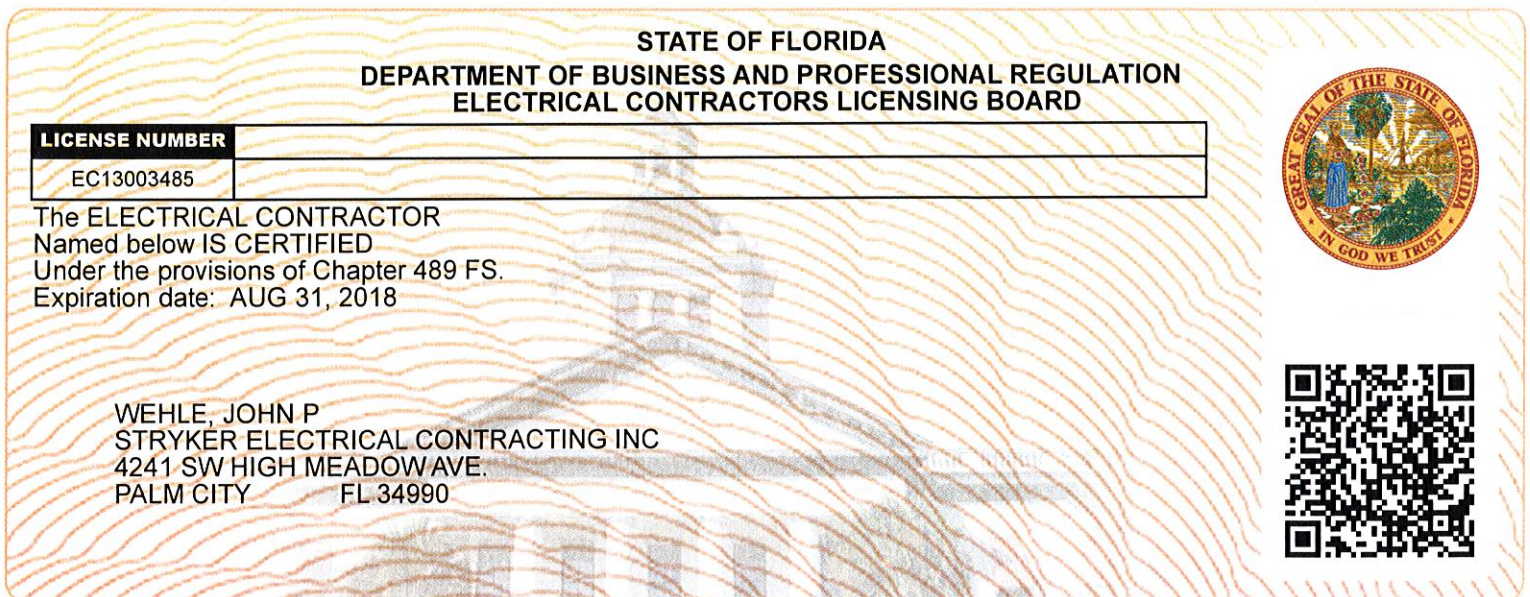 STATE OF FLORIDA
DEPARTMENT OF BUSINESS AND PROFESSIONAL REGULATION
ELECTRICAL CONTRACTORS LICENSING BOARD
LICENSE NUMBER
EC13003485
The ELECTRICAL CONTRACTOR
Named below IS CERTIFIED
Under the provisions of Chapter 489 FS.
Expiration date: AUG 31, 2018
WEHLE, JOHN P
STRYKER ELECTRICAL CONTRACTING INC
4241 SW HIGH MEADOW AVE.
PALM CITY FL 34990
GREAT SEAL OF THE STATE OF FLORIDA
IN GOD WE TRUST